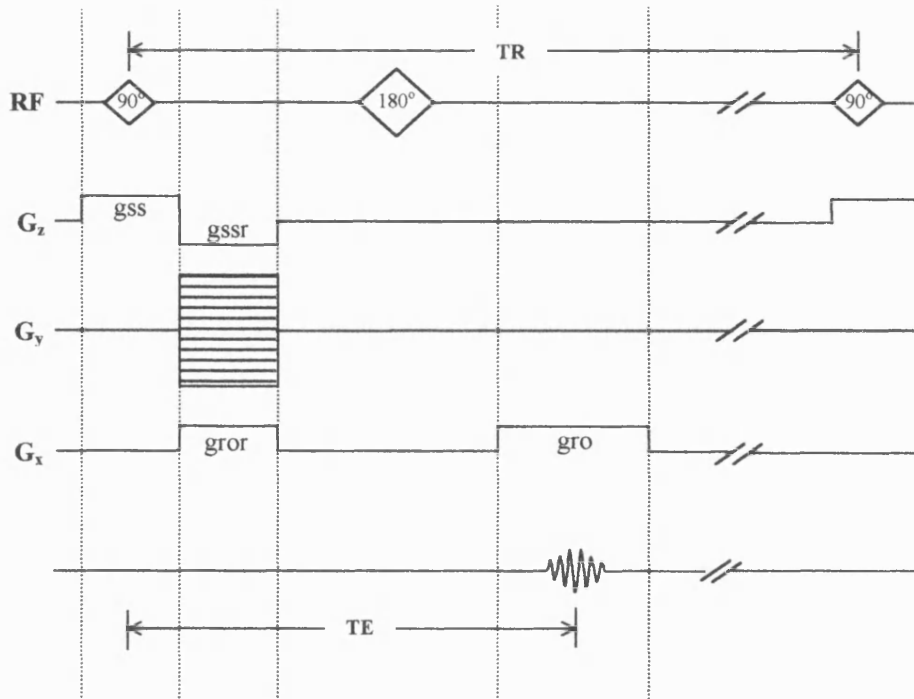 TR
RF 90° 180° 90°
G_z gss gssr
G_y
G_x gror gro
TE